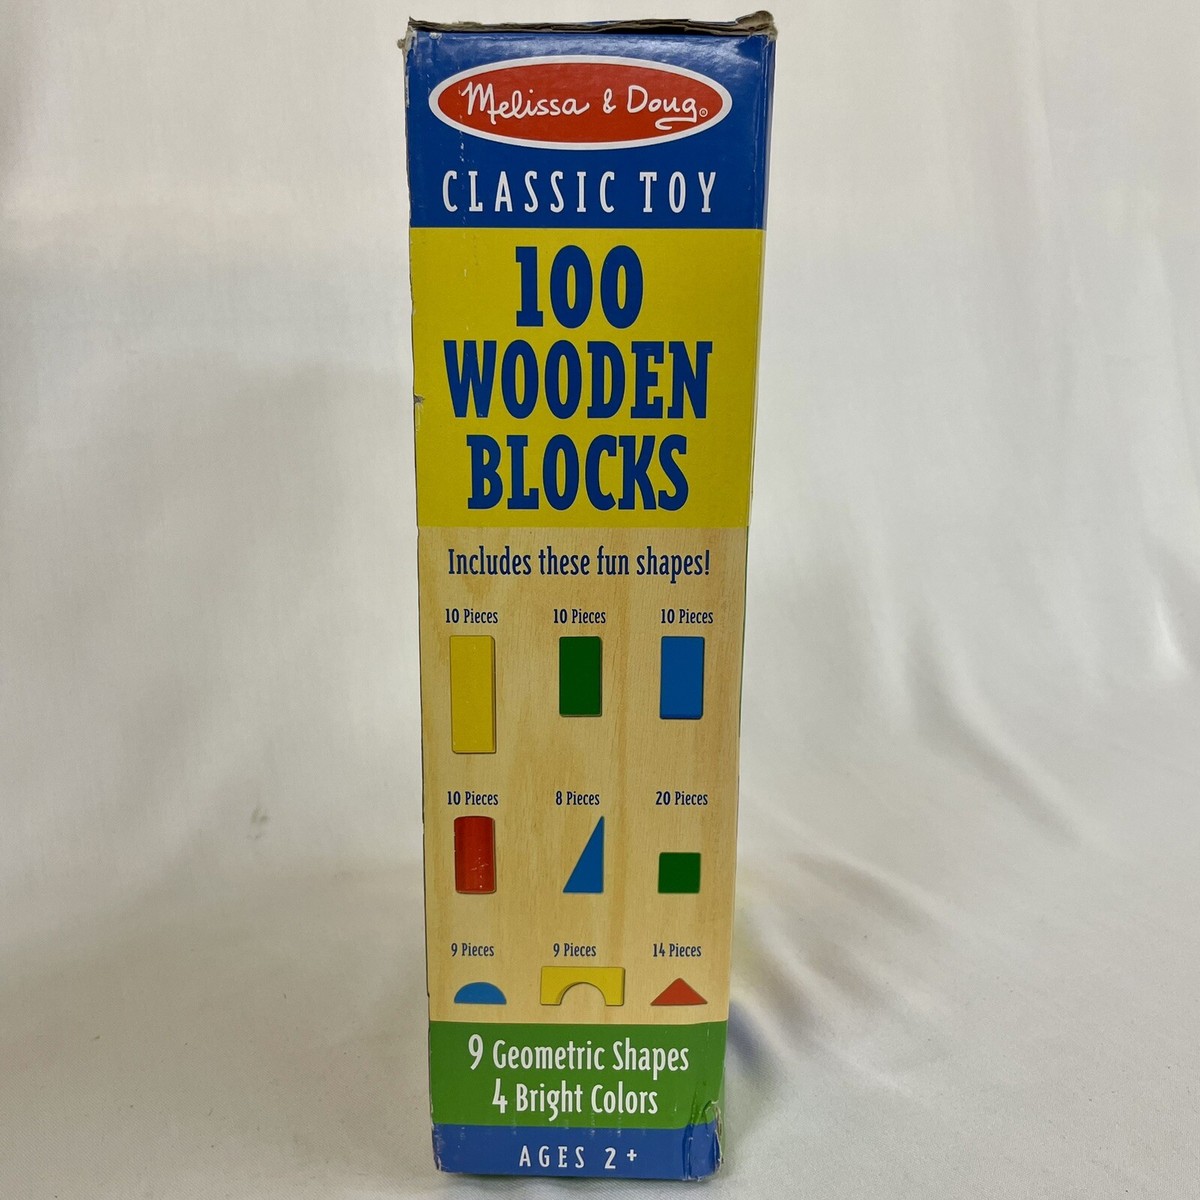 Melissa & Doug®
CLASSIC TOY
100
WOODEN
BLOCKS
Includes these fun shapes!
10 Pieces 10 Pieces 10 Pieces
10 Pieces 8 Pieces 20 Pieces
9 Pieces 9 Pieces 14 Pieces
9 Geometric Shapes
4 Bright Colors
AGES 2+